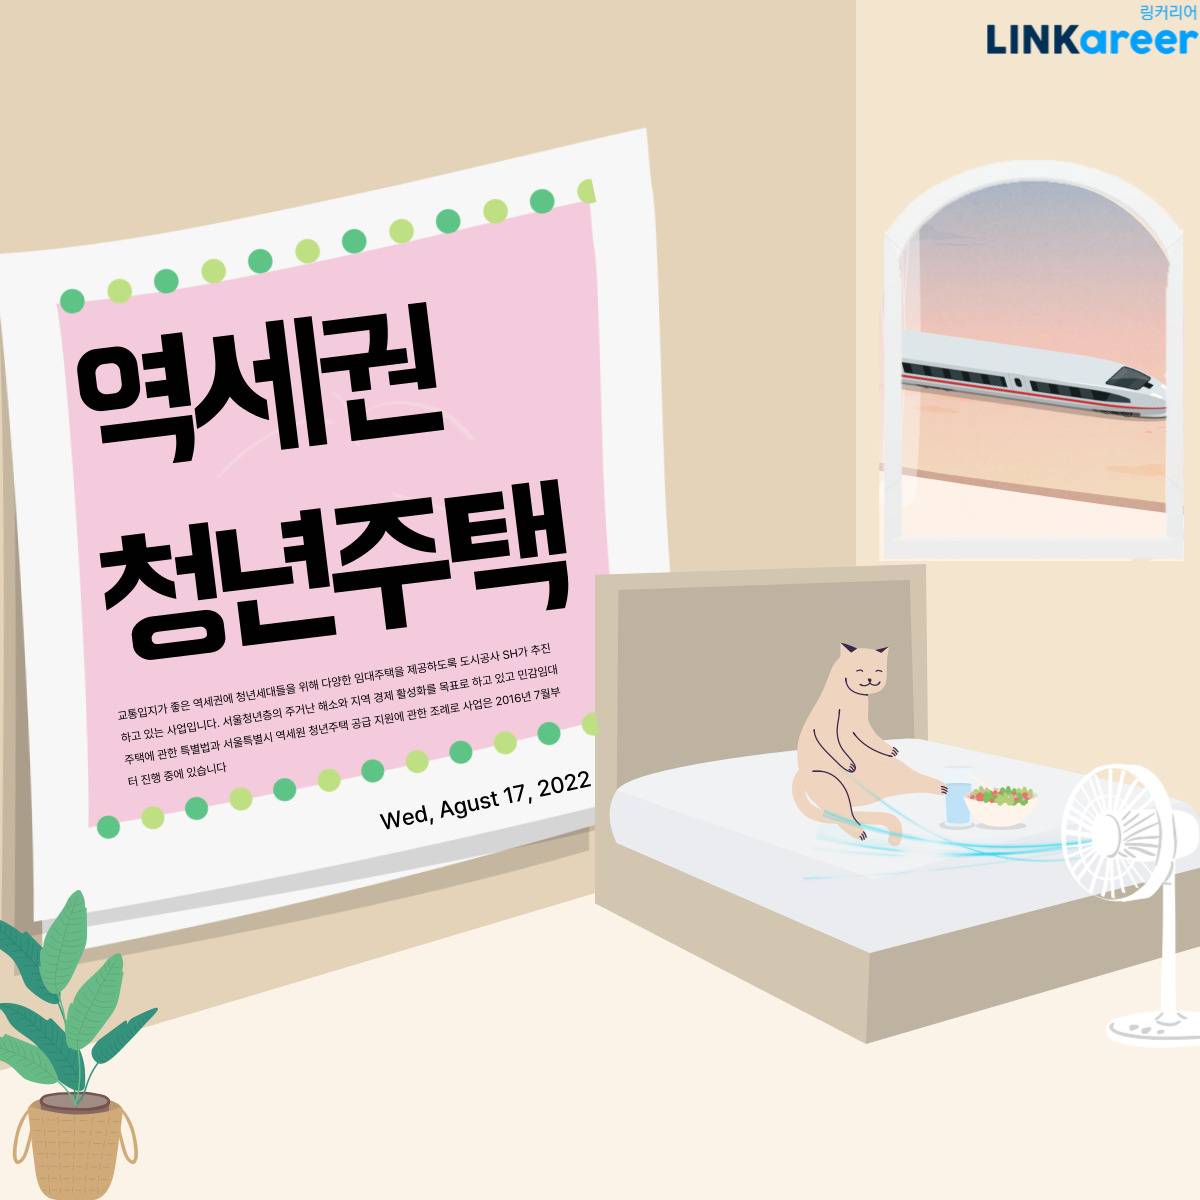 링커리어
LINKareer
역세권
청년주택
교통입지가 좋은 역세권에 청년세대들을 위해 다양한 임대주택을 제공하도록 도시공사 SH가 추진
하고 있는 사업입니다. 서울청년층의 주거난 해소와 지역 경제 활성화를 목표로 하고 있고 민감임대
주택에 관한 특별법과 서울특별시 역세원 청년주택 공급 지원에 관한 조례로 사업은 2016년 7월부
터 진행 중에 있습니다
Wed, Agust 17, 2022